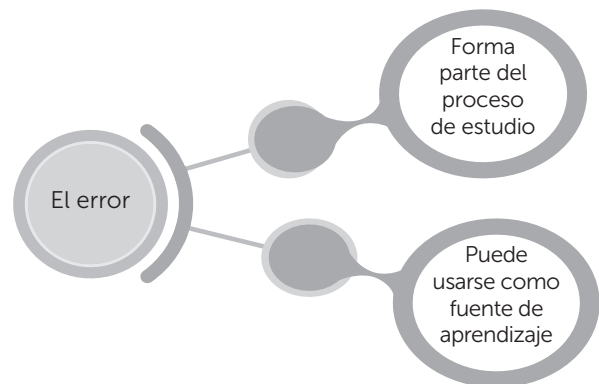 El error
Forma
parte del
proceso
de estudio
Puede
usarse como
fuente de
aprendizaje